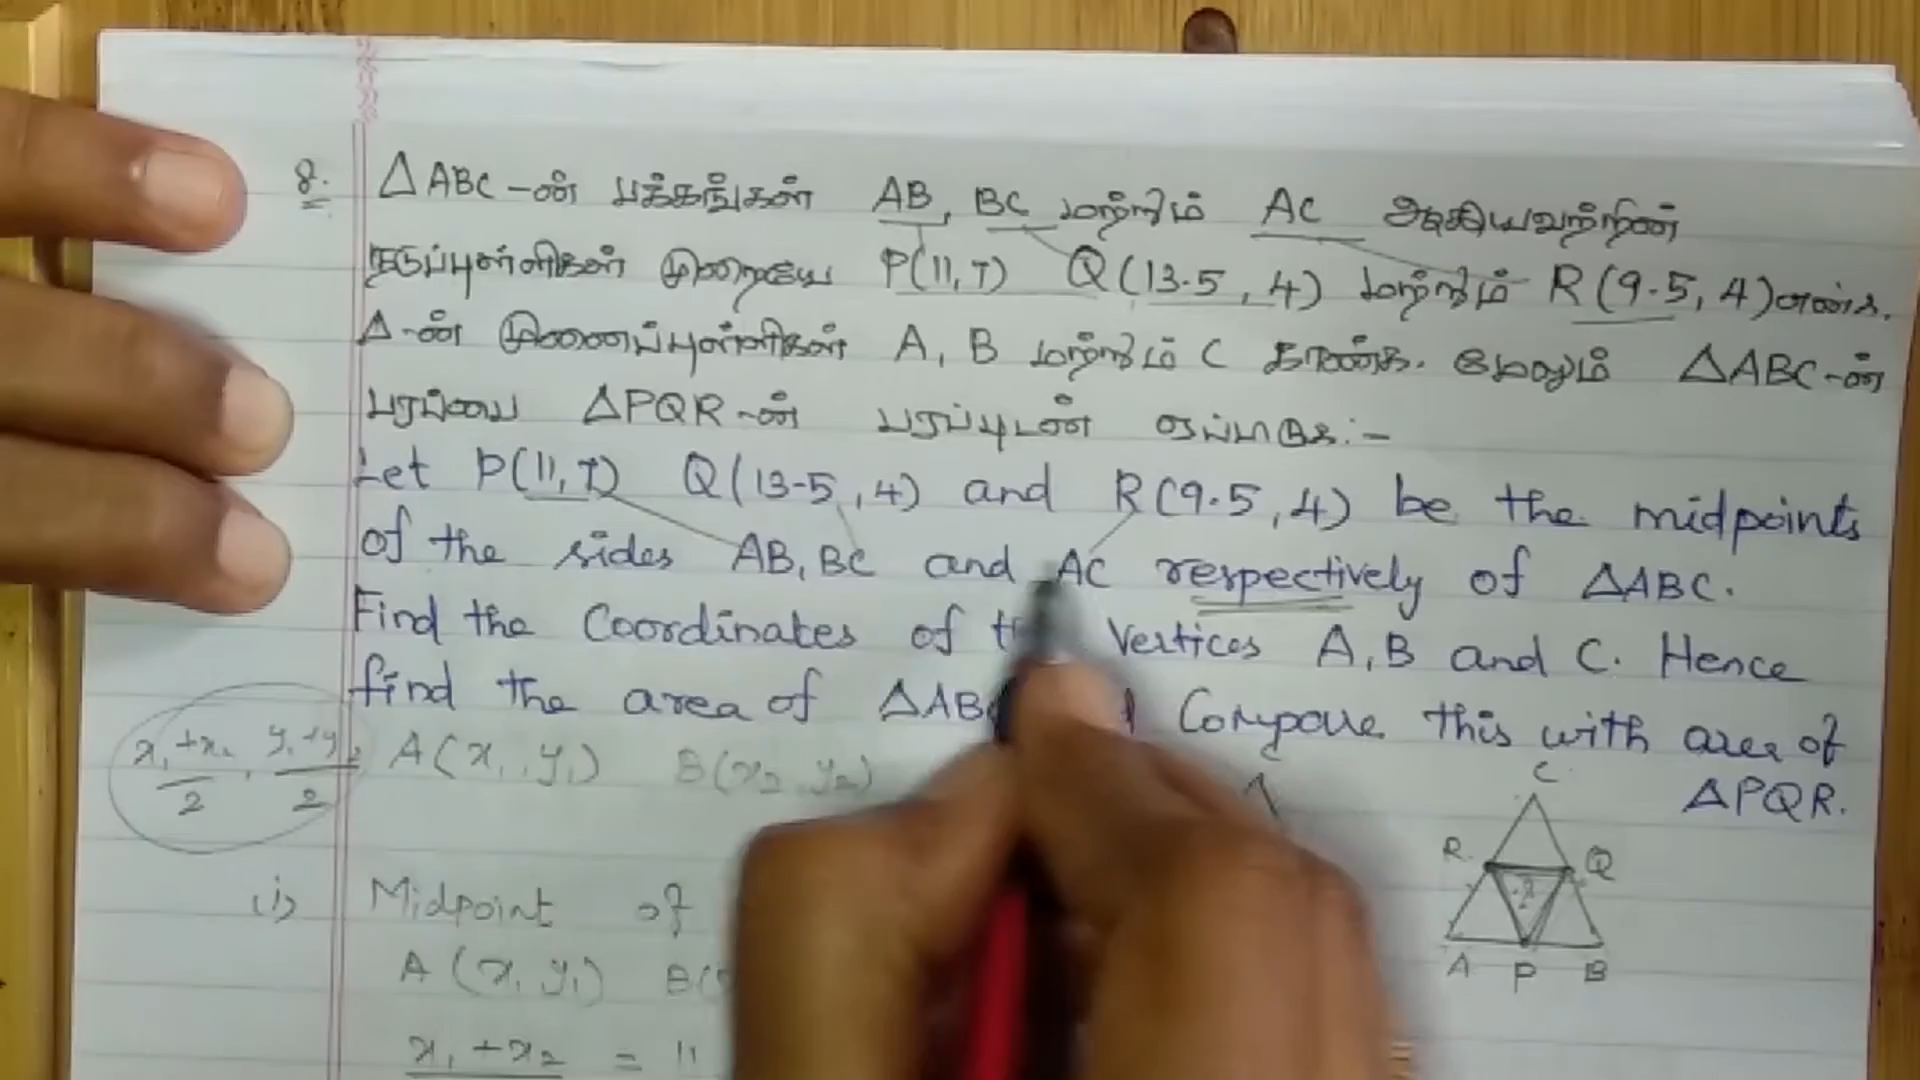 8. ΔABC-ன் பக்கங்கள் AB, BC மற்றும் AC ஆகியவற்றின்
நடுப்புள்ளிகள் முறையே P(11,7) Q(13.5,4) மற்றும் R(9.5,4) என்க.
Δ-ன் முனைப்புள்ளிகள் A, B மற்றும் C காண்க. மேலும் ΔABC-ன்
பரப்பை ΔPQR-ன் பரப்புடன் ஒப்பிடுக:-
Let P(11,7) Q(13.5,4) and R(9.5,4) be the midpoints
of the sides AB, BC and AC respectively of ΔABC.
Find the Coordinates of Vertices A, B and C. Hence
find the area of ΔAB Compare this with area of
ΔPQR.
x₁+x₂/2, y₁+y₂/2 A(x₁,y₁) B(x₂,y₂)
C
R Q
A P B
(i) Midpoint of
A(x₁ y₁) B(
x₁+x₂ = 11